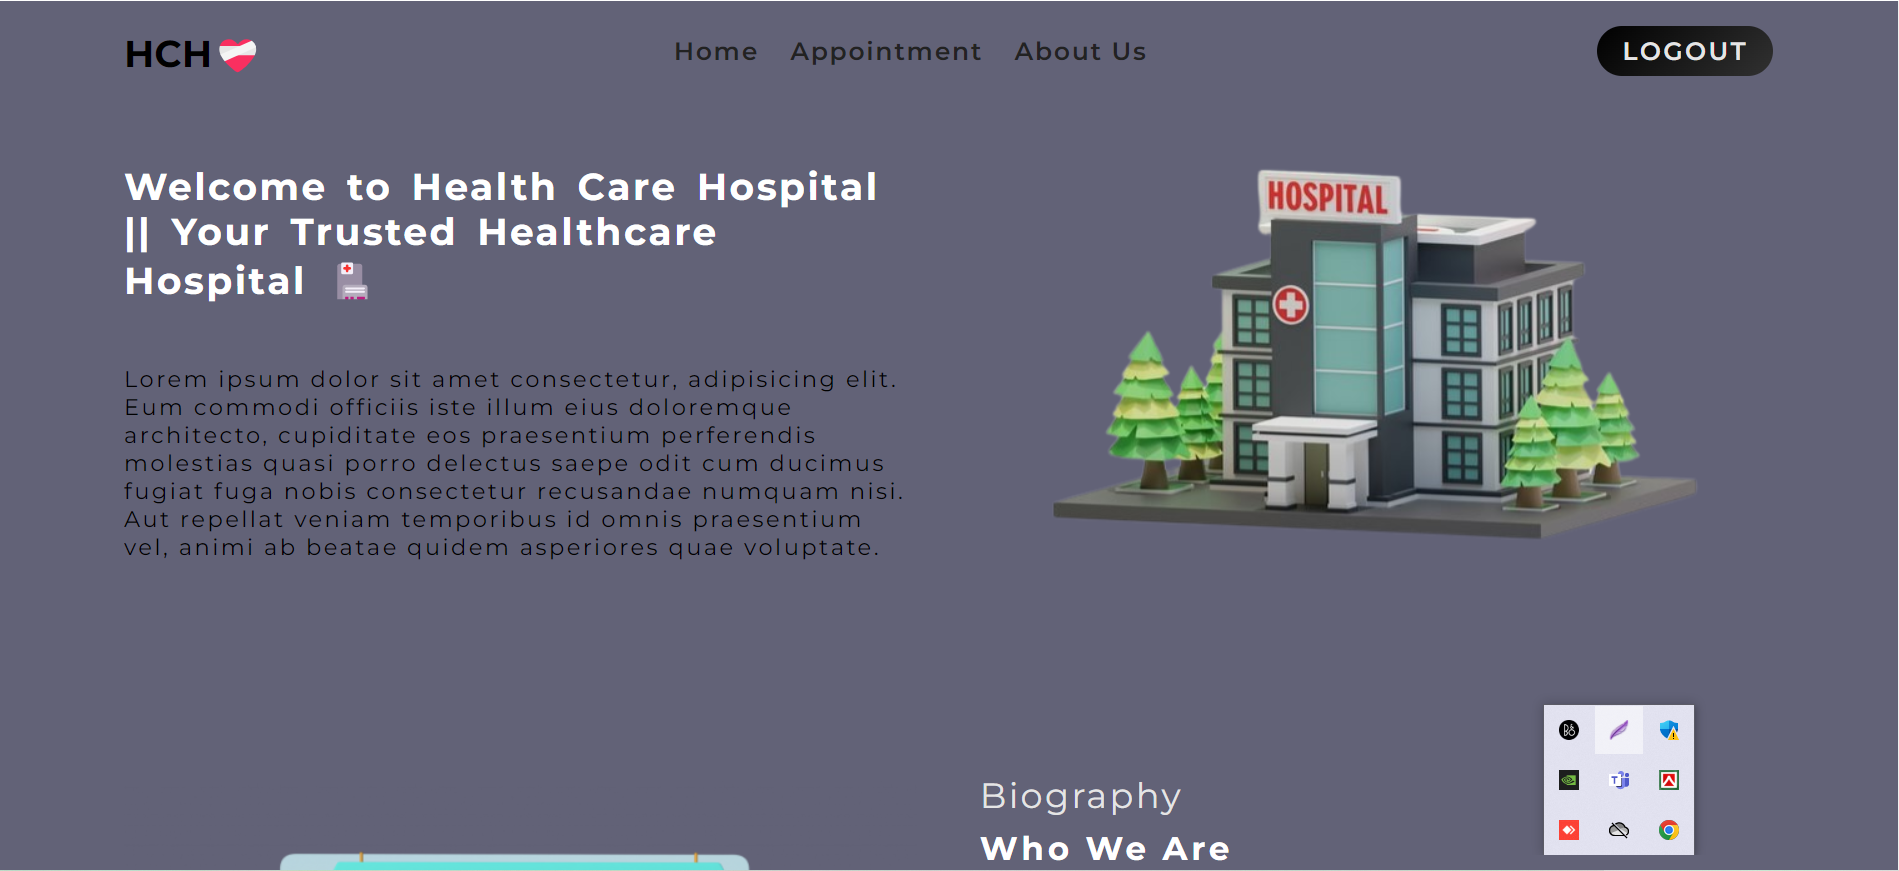 HCH
Home Appointment About Us
LOGOUT
Welcome to Health Care Hospital
|| Your Trusted Healthcare
Hospital
HOSPITAL
Lorem ipsum dolor sit amet consectetur, adipisicing elit.
Eum commodi officiis iste illum eius doloremque
architecto, cupiditate eos praesentium perferendis
molestias quasi porro delectus saepe odit cum ducimus
fugiat fuga nobis consectetur recusandae numquam nisi.
Aut repellat veniam temporibus id omnis praesentium
vel, animi ab beatae quidem asperiores quae voluptate.
Biography
Who We Are